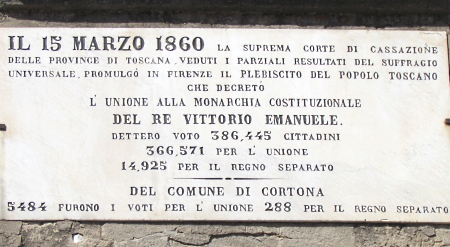 IL 15 MARZO 1860 LA SUPREMA CORTE DI CASSAZIONE
DELLE PROVINCE DI TOSCANA, VEDUTI I PARZIALI RESULTATI DEL SUFFRAGIO
UNIVERSALE, PROMULGÒ IN FIRENZE IL PLEBISCITO DEL POPOLO TOSCANO
CHE DECRETÒ
L'UNIONE ALLA MONARCHIA COSTITUZIONALE
DEL RE VITTORIO EMANUELE.
DETTERO VOTO 386,445 CITTADINI
366,571 PER L'UNIONE
14,925 PER IL REGNO SEPARATO
DEL COMUNE DI CORTONA
5484 FURONO I VOTI PER L'UNIONE 288 PER IL REGNO SEPARATO